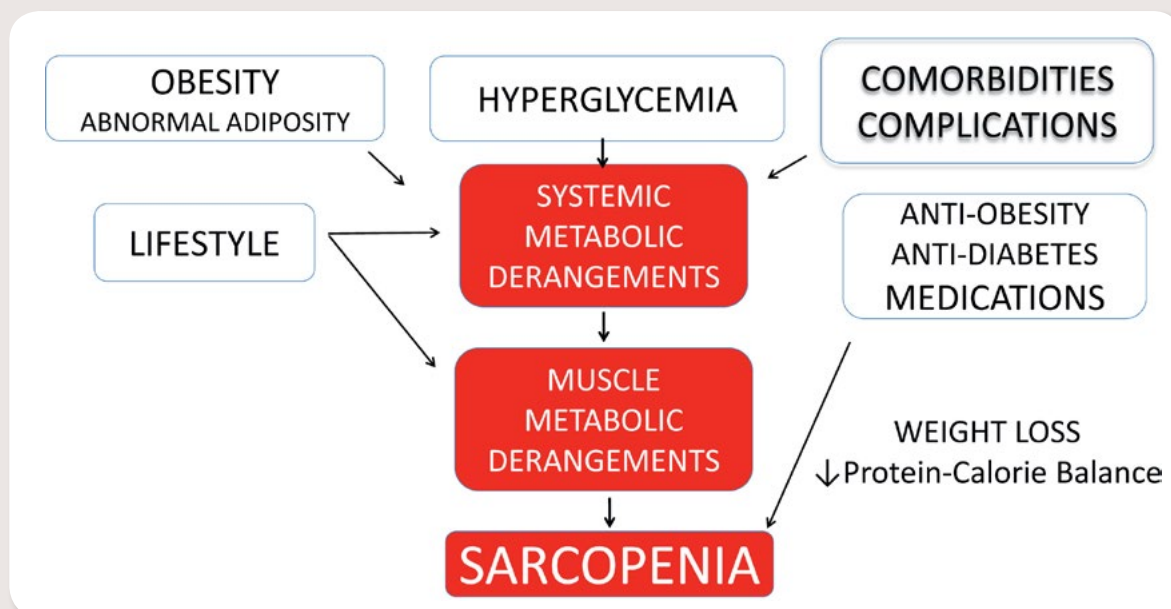 OBESITY
ABNORMAL ADIPOSITY
HYPERGLYCEMIA
COMORBIDITIES
COMPLICATIONS
LIFESTYLE
SYSTEMIC
METABOLIC
DERANGEMENTS
ANTI-OBESITY
ANTI-DIABETES
MEDICATIONS
MUSCLE
METABOLIC
DERANGEMENTS
WEIGHT LOSS
↓Protein-Calorie Balance
SARCOPENIA